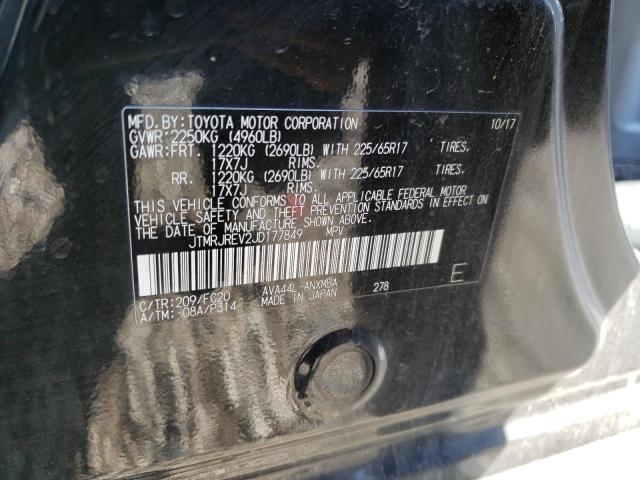 MFD.BY:TOYOTA MOTOR CORPORATION 10/17
GVWR:2250KG (4960LB)
GAWR:FRT. 1220KG (2690LB) WITH 225/65R17 TIRES.
17X7J RIMS.
RR. 1220KG (2690LB) WITH 225/65R17 TIRES.
17X7J RIMS.
THIS VEHICLE CONFORMS TO ALL APPLICABLE FEDERAL MOTOR
VEHICLE SAFETY AND THEFT PREVENTION STANDARDS IN EFFECT ON
THE DATE OF MANUFACTURE SHOWN ABOVE.
JTMRJREV2JD177849 MPV
C/TR:209/FC20 AVA44L-ANXMBA 278 E
A/TM:-08A/P314 MADE IN JAPAN